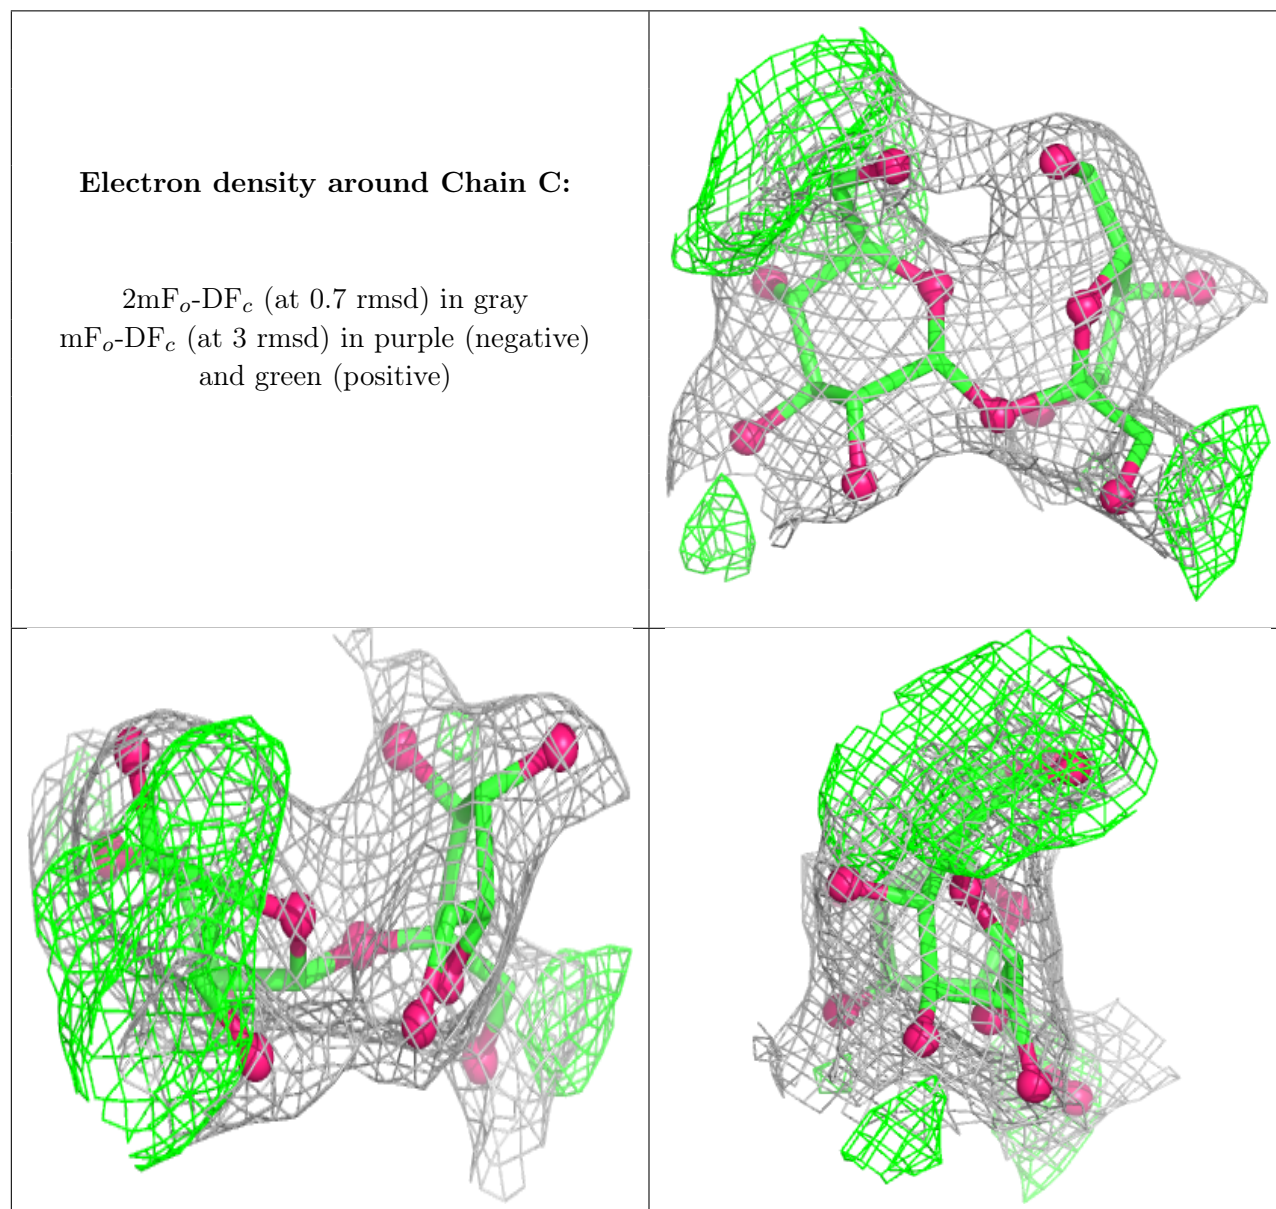 Electron density around Chain C:
2mFo-DFc (at 0.7 rmsd) in gray
mFo-DFc (at 3 rmsd) in purple (negative)
and green (positive)